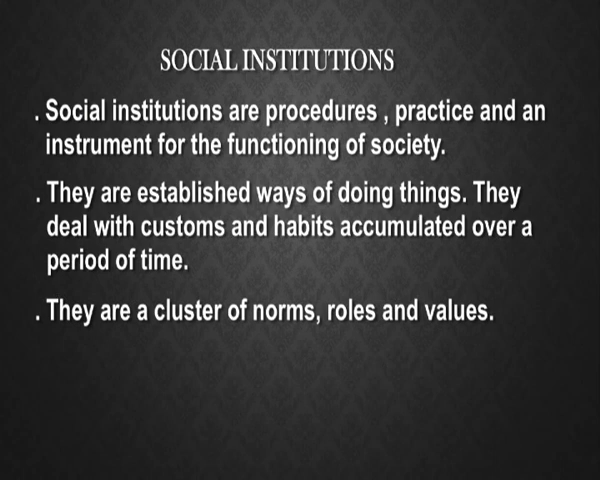 SOCIAL INSTITUTIONS
. Social institutions are procedures , practice and an
instrument for the functioning of society.
. They are established ways of doing things. They
deal with customs and habits accumulated over a
period of time.
. They are a cluster of norms, roles and values.